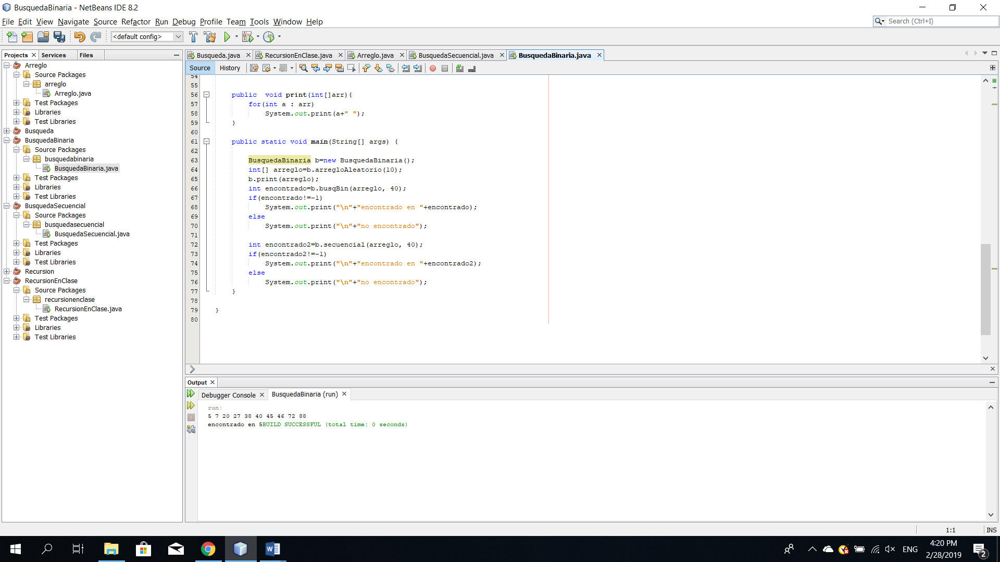 BusquedaBinaria - NetBeans IDE 8.2
File Edit View Navigate Source Refactor Run Debug Profile Team Tools Window Help
Search (Ctrl+I)
<default config>
Projects Services Files
Arreglo
Source Packages
arreglo
Arreglo.java
Test Packages
Libraries
Test Libraries
Busqueda
BusquedaBinaria
Source Packages
busquedabinaria
BusquedaBinaria.java
Test Packages
Libraries
Test Libraries
BusquedaSecuencial
Source Packages
busquedasecuencial
BusquedaSecuencial.java
Test Packages
Libraries
Test Libraries
Recursion
RecursionEnClase
Source Packages
recursionenclase
RecursionEnClase.java
Test Packages
Libraries
Test Libraries
Busqueda.java RecursionEnClase.java Arreglo.java BusquedaSecuencial.java BusquedaBinaria.java
Source History
54
55
56 public  void print(int[]arr){
57 for(int a : arr)
58 System.out.print(a+" ");
59 }
60
61 public static void main(String[] args) {
62
63 BusquedaBinaria b=new BusquedaBinaria();
64 int[] arreglo=b.arregloAleatorio(10);
65 b.print(arreglo);
66 int encontrado=b.busqBin(arreglo, 40);
67 if(encontrado!=-1)
68 System.out.print("\n"+"encontrado en "+encontrado);
69 else
70 System.out.print("\n"+"no encontrado");
71
72 int encontrado2=b.secuencial(arreglo, 40);
73 if(encontrado2!=-1)
74 System.out.print("\n"+"encontrado en "+encontrado2);
75 else
76 System.out.print("\n"+"no encontrado");
77 }
78
79 }
80
Output
Debugger Console BusquedaBinaria (run)
run:
5 7 20 27 38 40 45 46 72 88
encontrado en 5BUILD SUCCESSFUL (total time: 0 seconds)
1:1 INS
ENG
4:20 PM
2/28/2019
2